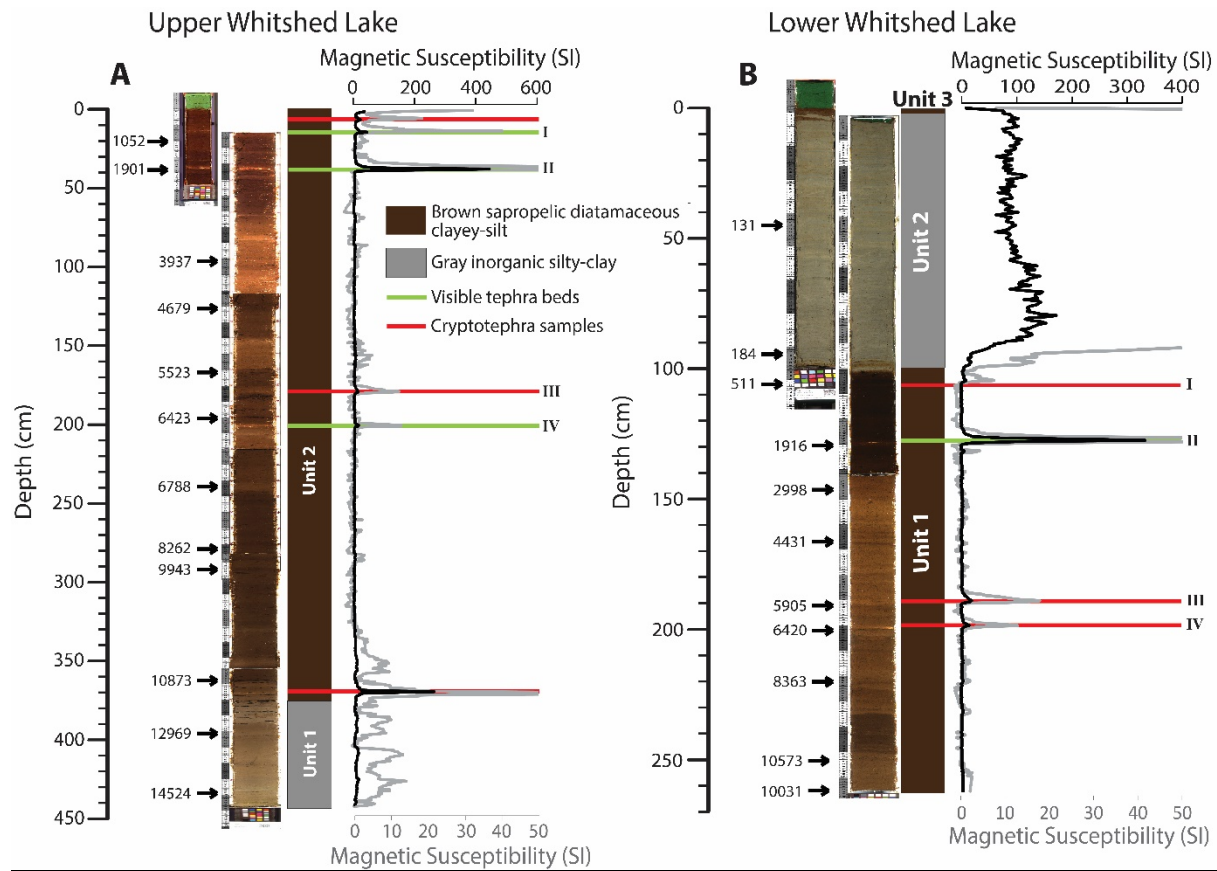 Upper Whitshed Lake
Lower Whitshed Lake
A
Magnetic Susceptibility (SI)
0 200 400 600
Depth (cm)
0
50
100
150
200
250
300
350
400
450
1052
1901
3937
4679
5523
6423
6788
8262
9943
10873
12969
14524
Unit 2
Unit 1
I
II
III
IV
Brown sapropelic diatamaceous
clayey-silt
Gray inorganic silty-clay
Visible tephra beds
Cryptotephra samples
0 10 20 30 40 50
Magnetic Susceptibility (SI)
B
Magnetic Susceptibility (SI)
Unit 3
0 100 200 300 400
Depth (cm)
0
50
100
150
200
250
131
184
511
1916
2998
4431
5905
6420
8363
10573
10031
Unit 2
Unit 1
I
II
III
IV
0 10 20 30 40 50
Magnetic Susceptibility (SI)